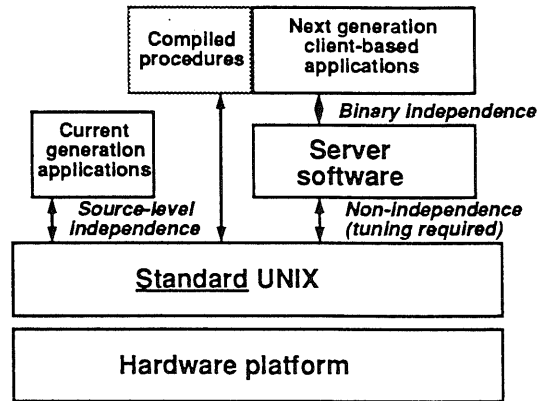 Compiled
procedures
Next generation
client-based
applications
Binary independence
Current
generation
applications
Server
software
Source-level
independence
Non-independence
(tuning required)
Standard UNIX
Hardware platform